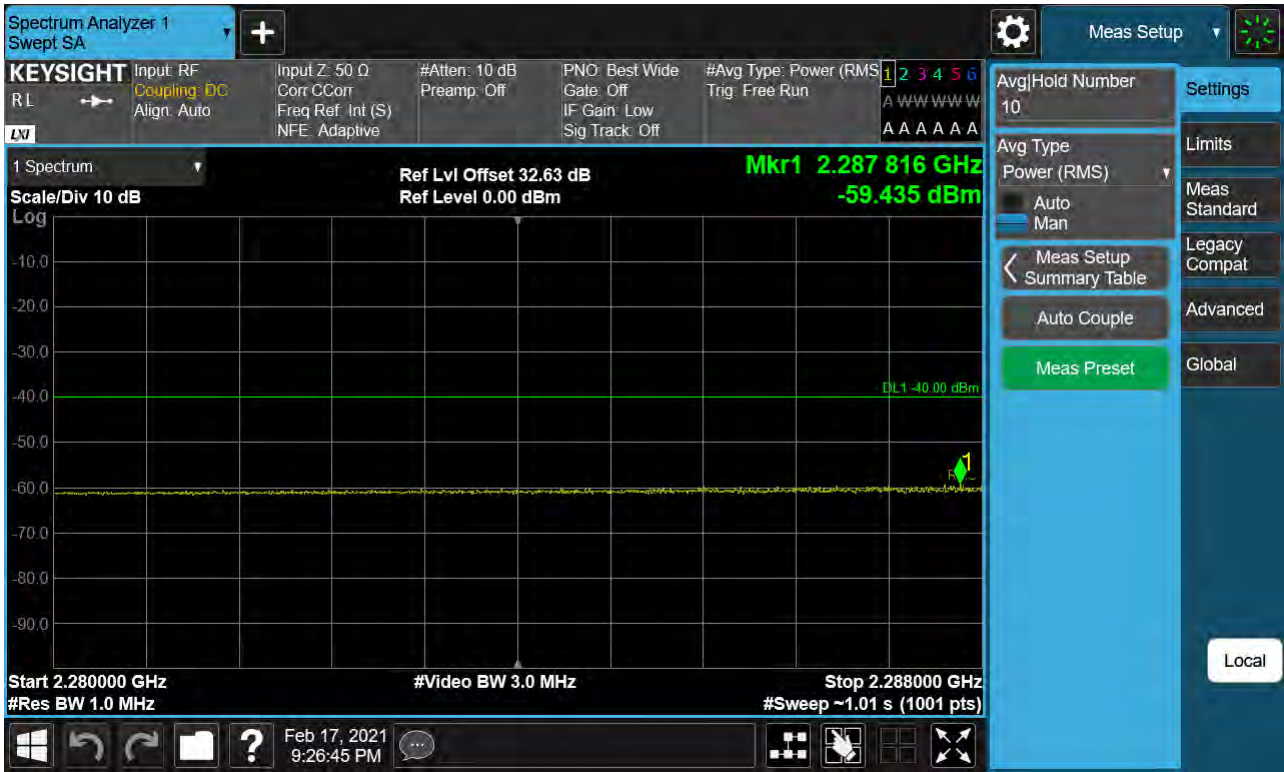 Spectrum Analyzer 1
Swept SA
+
Meas Setup
KEYSIGHT
RL
LXI
Input: RF
Coupling: DC
Align: Auto
Input Z: 50 Ω
Corr CCorr
Freq Ref: Int (S)
NFE: Adaptive
#Atten: 10 dB
Preamp: Off
PNO: Best Wide
Gate: Off
IF Gain: Low
Sig Track: Off
#Avg Type: Power (RMS
Trig: Free Run
1 2 3 4 5 6
A W W W W W
A A A A A A
1 Spectrum
Scale/Div 10 dB
Log
Ref Lvl Offset 32.63 dB
Ref Level 0.00 dBm
Mkr1 2.287 816 GHz
-59.435 dBm
-10.0
-20.0
-30.0
-40.0
DL1 -40.00 dBm
-50.0
1
-60.0
-70.0
-80.0
-90.0
Start 2.280000 GHz
#Res BW 1.0 MHz
#Video BW 3.0 MHz
Stop 2.288000 GHz
#Sweep ~1.01 s (1001 pts)
Avg|Hold Number
10
Avg Type
Power (RMS)
Auto
Man
Meas Setup
Summary Table
Auto Couple
Meas Preset
Settings
Limits
Meas
Standard
Legacy
Compat
Advanced
Global
Local
?
Feb 17, 2021
9:26:45 PM